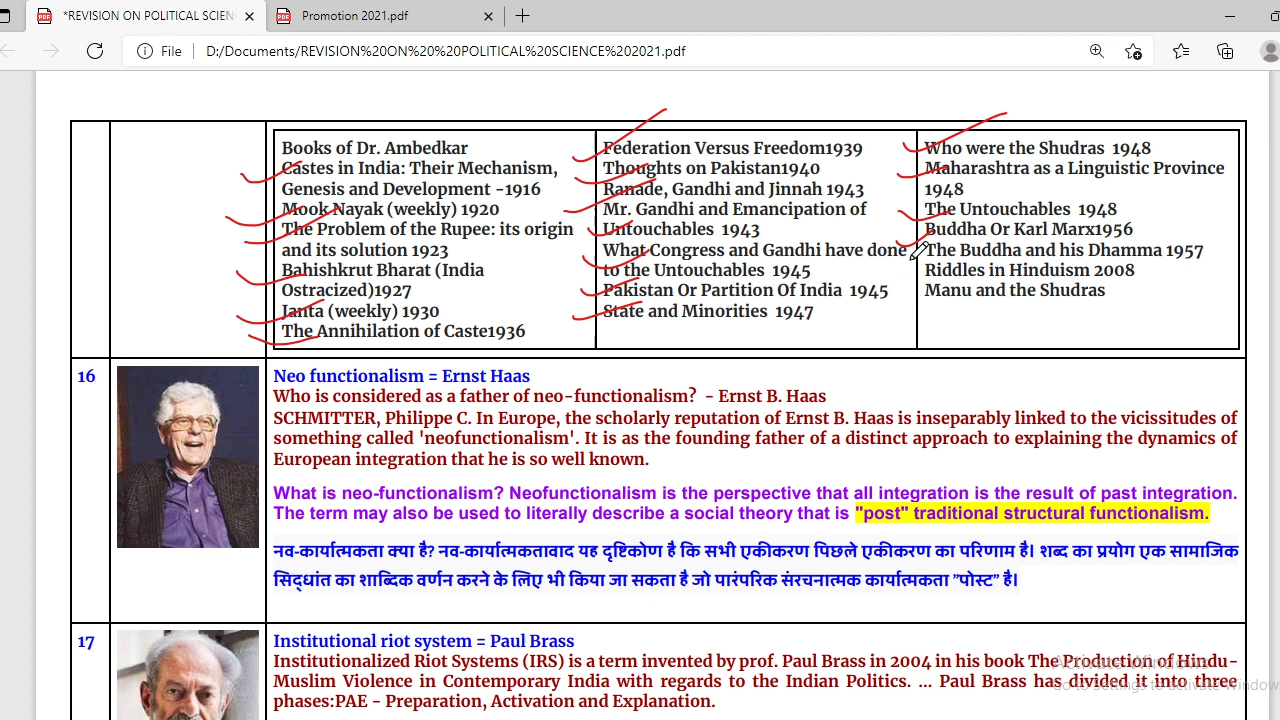 *REVISION ON POLITICAL SCIEN
Promotion 2021.pdf
File
D:/Documents/REVISION%20ON%20%20POLITICAL%20SCIENCE%202021.pdf
Books of Dr. Ambedkar
Castes in India: Their Mechanism,
Genesis and Development -1916
Mook Nayak (weekly) 1920
The Problem of the Rupee: its origin
and its solution 1923
Bahishkrut Bharat (India
Ostracized)1927
Janta (weekly) 1930
The Annihilation of Caste1936
Federation Versus Freedom1939
Thoughts on Pakistan1940
Ranade, Gandhi and Jinnah 1943
Mr. Gandhi and Emancipation of
Untouchables 1943
What Congress and Gandhi have done
to the Untouchables 1945
Pakistan Or Partition Of India 1945
State and Minorities 1947
Who were the Shudras 1948
Maharashtra as a Linguistic Province
1948
The Untouchables 1948
Buddha Or Karl Marx1956
The Buddha and his Dhamma 1957
Riddles in Hinduism 2008
Manu and the Shudras
16
Neo functionalism = Ernst Haas
Who is considered as a father of neo-functionalism? - Ernst B. Haas
SCHMITTER, Philippe C. In Europe, the scholarly reputation of Ernst B. Haas is inseparably linked to the vicissitudes of
something called 'neofunctionalism'. It is as the founding father of a distinct approach to explaining the dynamics of
European integration that he is so well known.
What is neo-functionalism? Neofunctionalism is the perspective that all integration is the result of past integration.
The term may also be used to literally describe a social theory that is "post" traditional structural functionalism.
नव-कार्यात्मकता क्या है? नव-कार्यात्मकतावाद यह दृष्टिकोण है कि सभी एकीकरण पिछले एकीकरण का परिणाम है। शब्द का प्रयोग एक सामाजिक
सिद्धांत का शाब्दिक वर्णन करने के लिए भी किया जा सकता है जो पारंपरिक संरचनात्मक कार्यात्मकता "पोस्ट" है।
17
Institutional riot system = Paul Brass
Institutionalized Riot Systems (IRS) is a term invented by prof. Paul Brass in 2004 in his book The Production of Hindu-
Muslim Violence in Contemporary India with regards to the Indian Politics. ... Paul Brass has divided it into three
phases:PAE - Preparation, Activation and Explanation.
Activate Windows
Go to Settings to activate Windows